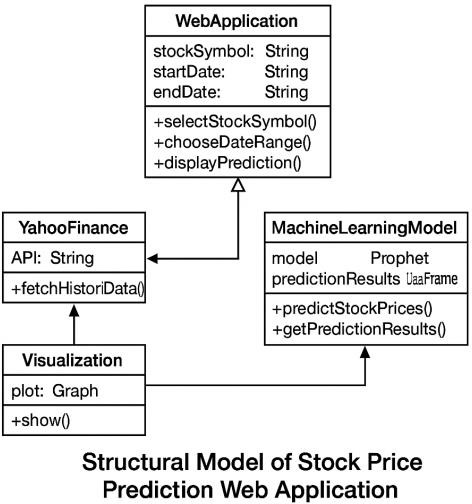 WebApplication
stockSymbol: String
startDate: String
endDate: String
+selectStockSymbol()
+chooseDateRange()
+displayPrediction()
YahooFinance
API: String
+fetchHistoriData()
MachineLearningModel
model Prophet
predictionResults UaaFrame
+predictStockPrices()
+getPredictionResults()
Visualization
plot: Graph
+show()
Structural Model of Stock Price
Prediction Web Application